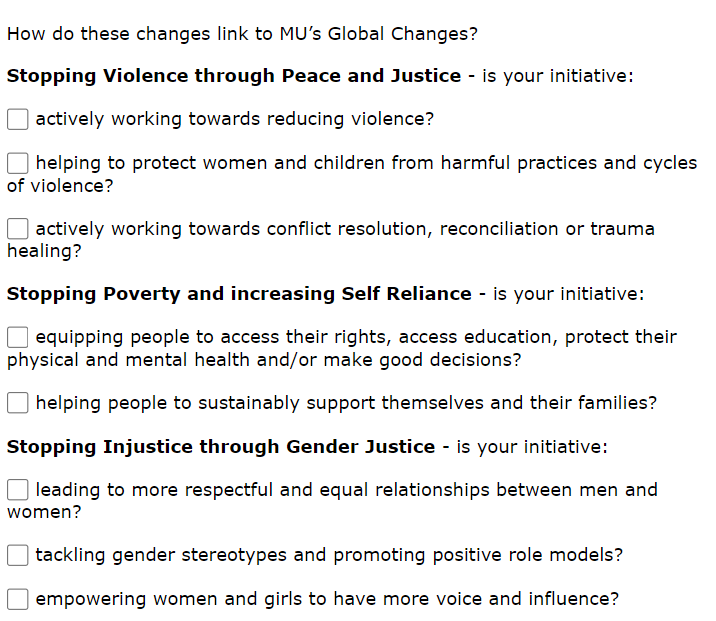 How do these changes link to MU’s Global Changes?
Stopping Violence through Peace and Justice - is your initiative:
actively working towards reducing violence?
helping to protect women and children from harmful practices and cycles
of violence?
actively working towards conflict resolution, reconciliation or trauma
healing?
Stopping Poverty and increasing Self Reliance - is your initiative:
equipping people to access their rights, access education, protect their
physical and mental health and/or make good decisions?
helping people to sustainably support themselves and their families?
Stopping Injustice through Gender Justice - is your initiative:
leading to more respectful and equal relationships between men and
women?
tackling gender stereotypes and promoting positive role models?
empowering women and girls to have more voice and influence?